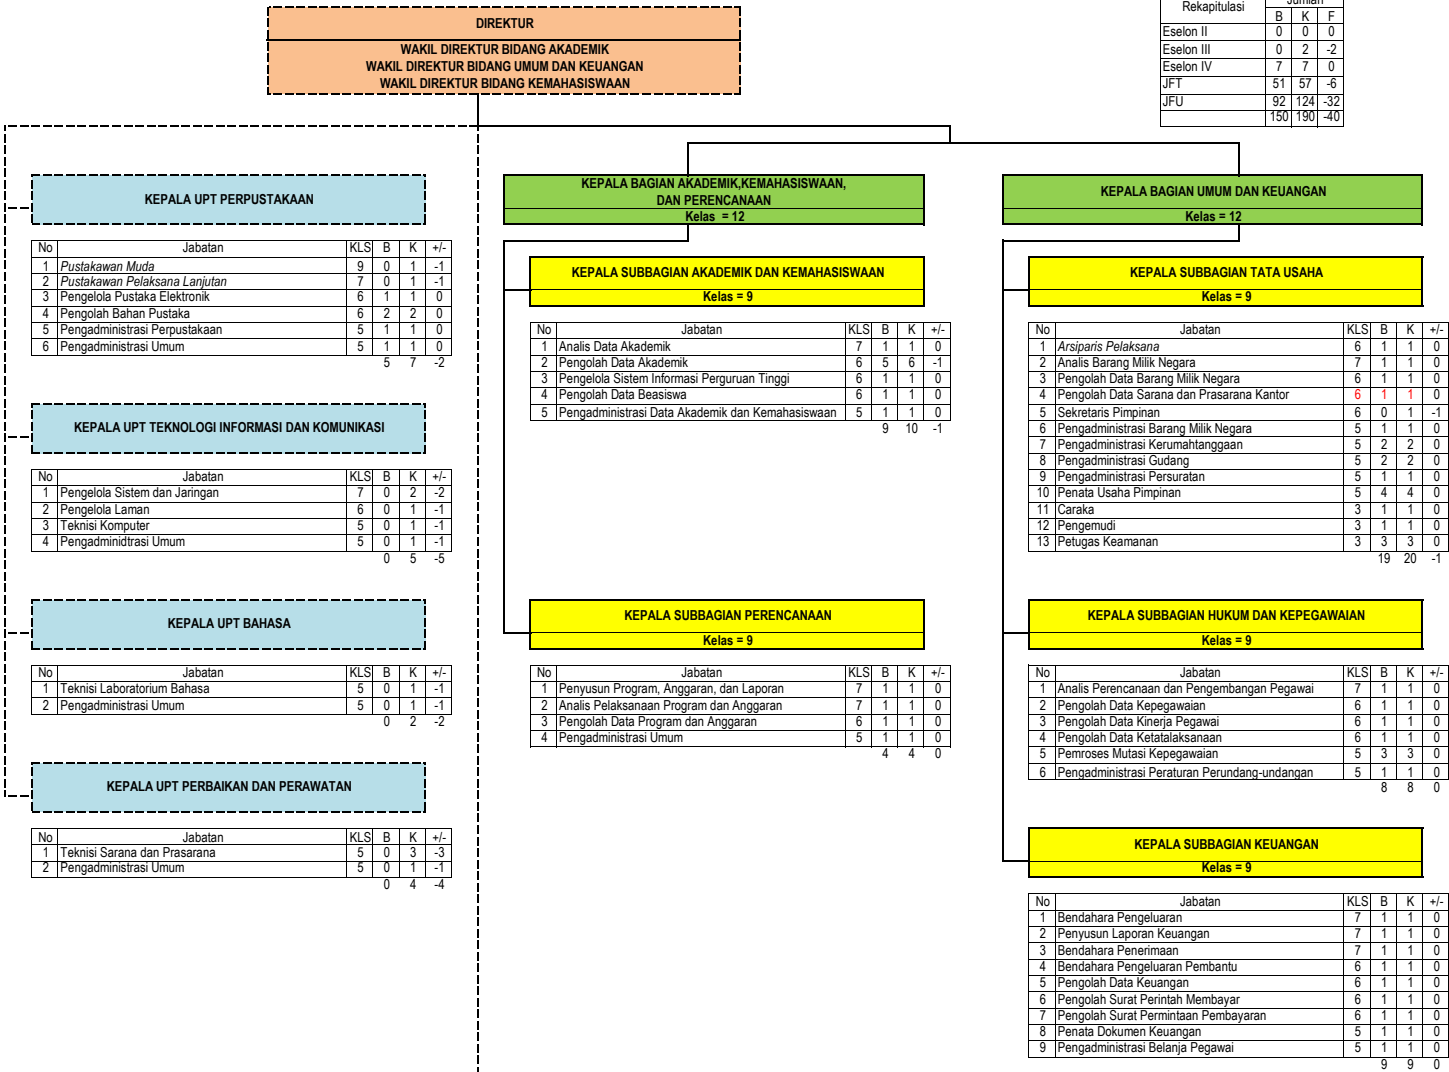 DIREKTUR
WAKIL DIREKTUR BIDANG AKADEMIK
WAKIL DIREKTUR BIDANG UMUM DAN KEUANGAN
WAKIL DIREKTUR BIDANG KEMAHASISWAAN
Rekapitulasi Jumlah
B K F
Eselon II 0 0 0
Eselon III 0 2 -2
Eselon IV 7 7 0
JFT 51 57 -6
JFU 92 124 -32
150 190 -40
KEPALA UPT PERPUSTAKAAN
No Jabatan KLS B K +/-
1 Pustakawan Muda 9 0 1 -1
2 Pustakawan Pelaksana Lanjutan 7 0 1 -1
3 Pengelola Pustaka Elektronik 6 1 1 0
4 Pengolah Bahan Pustaka 6 2 2 0
5 Pengadministrasi Perpustakaan 5 1 1 0
6 Pengadministrasi Umum 5 1 1 0
5 7 -2
KEPALA UPT TEKNOLOGI INFORMASI DAN KOMUNIKASI
No Jabatan KLS B K +/-
1 Pengelola Sistem dan Jaringan 7 0 2 -2
2 Pengelola Laman 6 0 1 -1
3 Teknisi Komputer 5 0 1 -1
4 Pengadminidtrasi Umum 5 0 1 -1
0 5 -5
KEPALA UPT BAHASA
No Jabatan KLS B K +/-
1 Teknisi Laboratorium Bahasa 5 0 1 -1
2 Pengadministrasi Umum 5 0 1 -1
0 2 -2
KEPALA UPT PERBAIKAN DAN PERAWATAN
No Jabatan KLS B K +/-
1 Teknisi Sarana dan Prasarana 5 0 3 -3
2 Pengadministrasi Umum 5 0 1 -1
0 4 -4
KEPALA BAGIAN AKADEMIK,KEMAHASISWAAN,
DAN PERENCANAAN
Kelas = 12
KEPALA SUBBAGIAN AKADEMIK DAN KEMAHASISWAAN
Kelas = 9
No Jabatan KLS B K +/-
1 Analis Data Akademik 7 1 1 0
2 Pengolah Data Akademik 6 5 6 -1
3 Pengelola Sistem Informasi Perguruan Tinggi 6 1 1 0
4 Pengolah Data Beasiswa 6 1 1 0
5 Pengadministrasi Data Akademik dan Kemahasiswaan 5 1 1 0
9 10 -1
KEPALA SUBBAGIAN PERENCANAAN
Kelas = 9
No Jabatan KLS B K +/-
1 Penyusun Program, Anggaran, dan Laporan 7 1 1 0
2 Analis Pelaksanaan Program dan Anggaran 7 1 1 0
3 Pengolah Data Program dan Anggaran 6 1 1 0
4 Pengadministrasi Umum 5 1 1 0
4 4 0
KEPALA BAGIAN UMUM DAN KEUANGAN
Kelas = 12
KEPALA SUBBAGIAN TATA USAHA
Kelas = 9
No Jabatan KLS B K +/-
1 Arsiparis Pelaksana 6 1 1 0
2 Analis Barang Milik Negara 7 1 1 0
3 Pengolah Data Barang Milik Negara 6 1 1 0
4 Pengolah Data Sarana dan Prasarana Kantor 6 1 1 0
5 Sekretaris Pimpinan 6 0 1 -1
6 Pengadministrasi Barang Milik Negara 5 1 1 0
7 Pengadministrasi Kerumahtanggaan 5 2 2 0
8 Pengadministrasi Gudang 5 2 2 0
9 Pengadministrasi Persuratan 5 1 1 0
10 Penata Usaha Pimpinan 5 4 4 0
11 Caraka 3 1 1 0
12 Pengemudi 3 1 1 0
13 Petugas Keamanan 3 3 3 0
19 20 -1
KEPALA SUBBAGIAN HUKUM DAN KEPEGAWAIAN
Kelas = 9
No Jabatan KLS B K +/-
1 Analis Perencanaan dan Pengembangan Pegawai 7 1 1 0
2 Pengolah Data Kepegawaian 6 1 1 0
3 Pengolah Data Kinerja Pegawai 6 1 1 0
4 Pengolah Data Ketatalaksanaan 6 1 1 0
5 Pemroses Mutasi Kepegawaian 5 3 3 0
6 Pengadministrasi Peraturan Perundang-undangan 5 1 1 0
8 8 0
KEPALA SUBBAGIAN KEUANGAN
Kelas = 9
No Jabatan KLS B K +/-
1 Bendahara Pengeluaran 7 1 1 0
2 Penyusun Laporan Keuangan 7 1 1 0
3 Bendahara Penerimaan 7 1 1 0
4 Bendahara Pengeluaran Pembantu 6 1 1 0
5 Pengolah Data Keuangan 6 1 1 0
6 Pengolah Surat Perintah Membayar 6 1 1 0
7 Pengolah Surat Permintaan Pembayaran 6 1 1 0
8 Penata Dokumen Keuangan 5 1 1 0
9 Pengadministrasi Belanja Pegawai 5 1 1 0
9 9 0